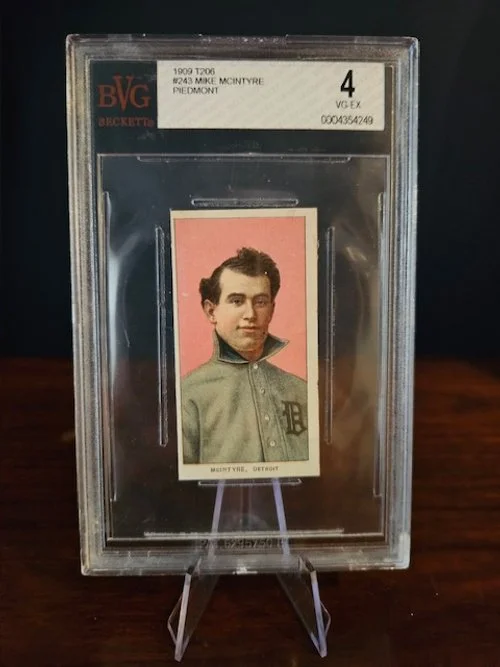 BVG
BECKETT®
1909 T206
#243 MIKE MCINTYRE
PIEDMONT
4
VG-EX
0004354249
D
McINTYRE, DETROIT